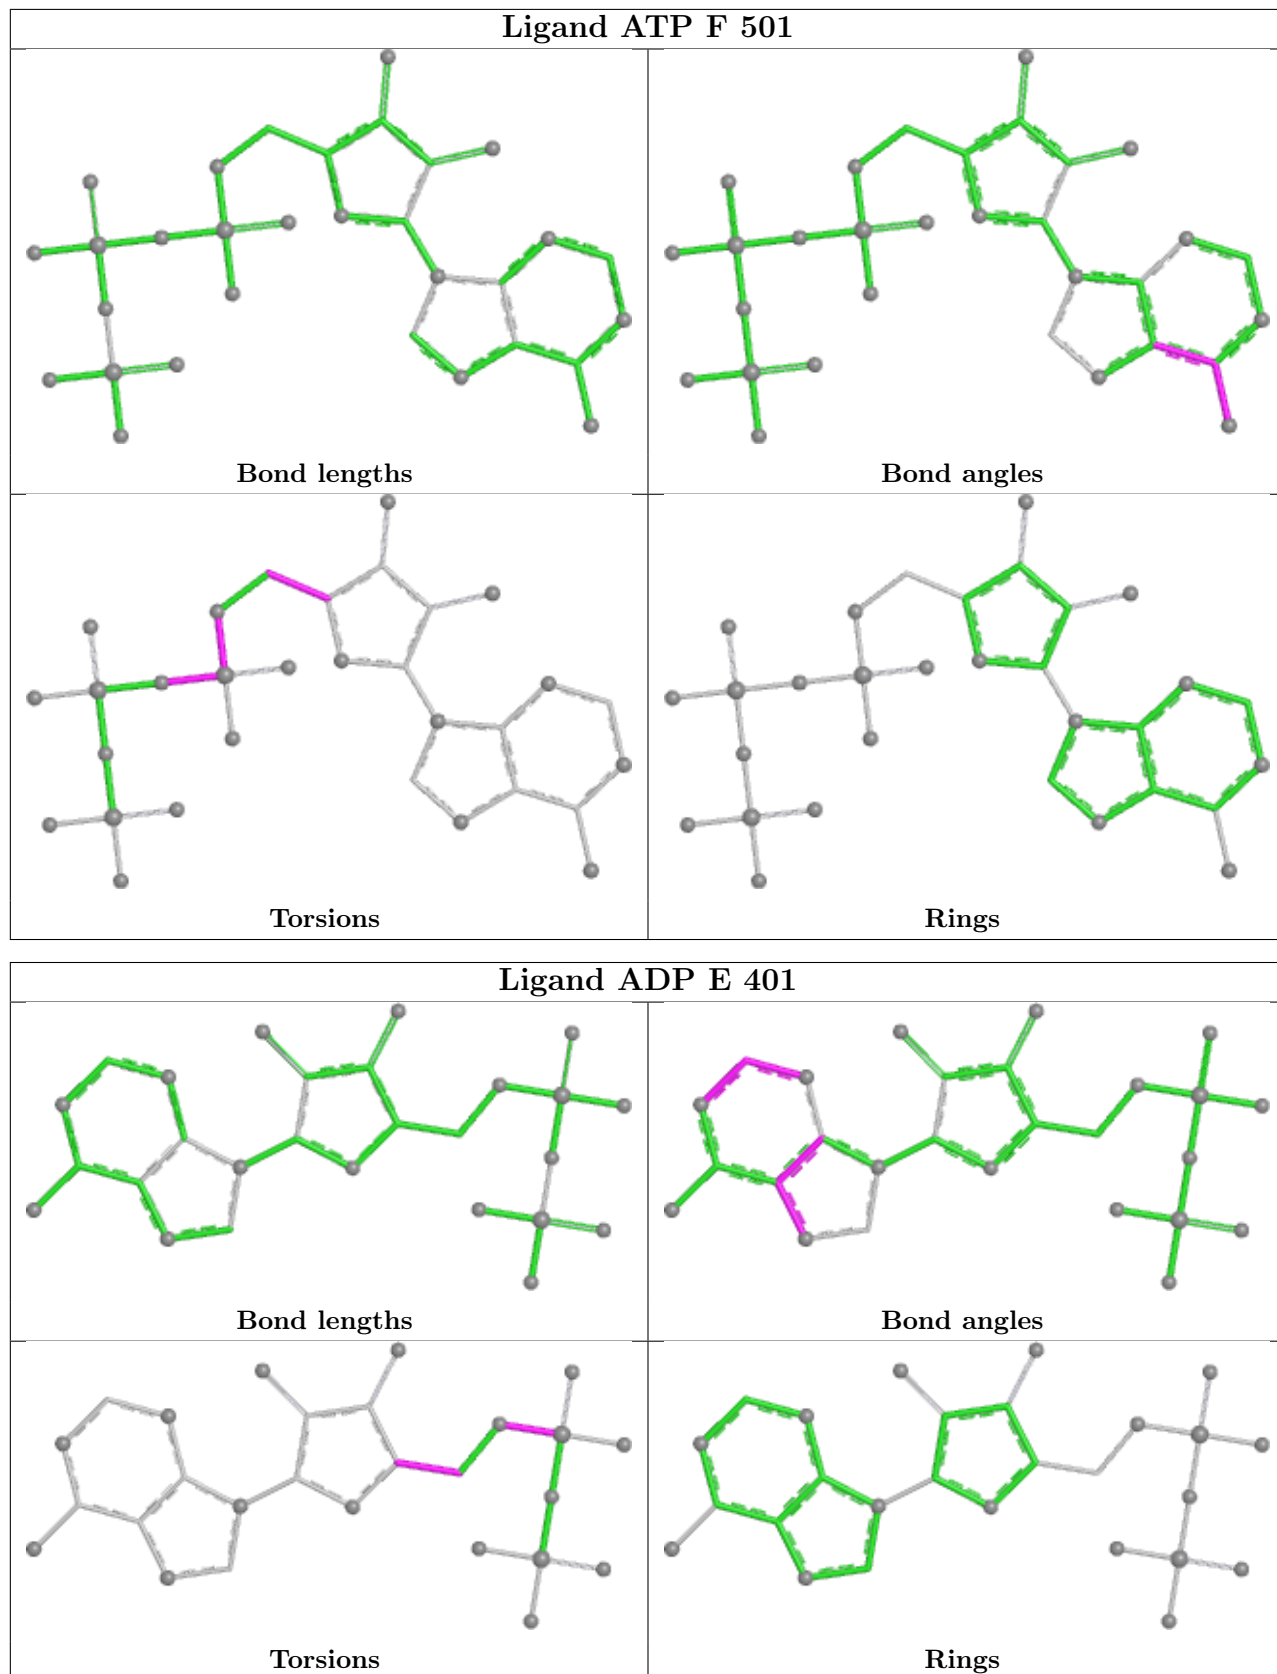 Ligand ATP F 501
Bond lengths
Bond angles
Torsions
Rings
Ligand ADP E 401
Bond lengths
Bond angles
Torsions
Rings